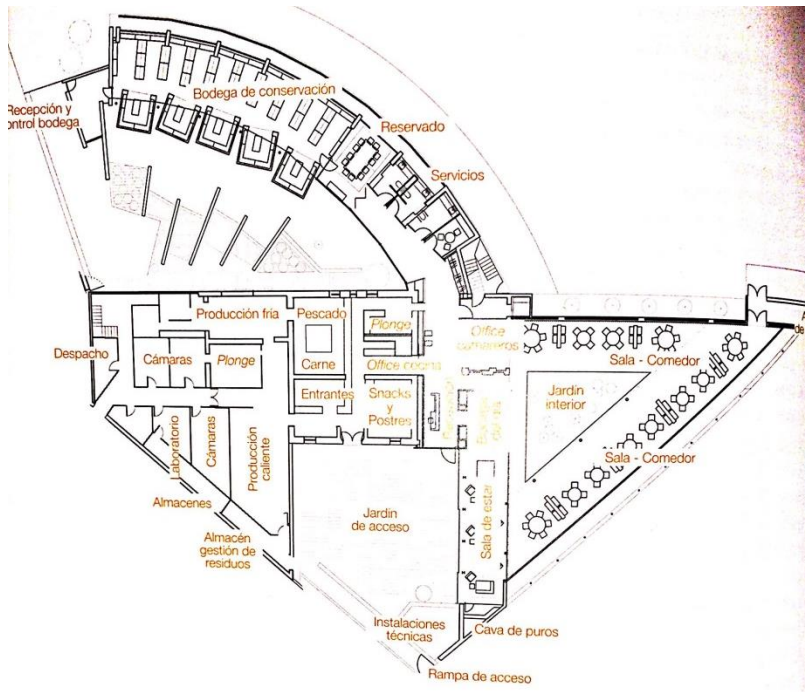 Bodega de conservación
Recepción y
control bodega
Reservado
Servicios
Producción fria
Pescado
Plonge
Office
camareros
Despacho
Cámaras
Plonge
Carne
Office cocina
Sala - Comedor
Entrantes
Snacks
y
Postres
Jardín
interior
Laboratorio
Cámaras
Producción
caliente
Sala - Comedor
Almacenes
Jardín
de acceso
Sala de estar
Almacén
gestión de
residuos
Instalaciones
técnicas
Cava de puros
Rampa de acceso